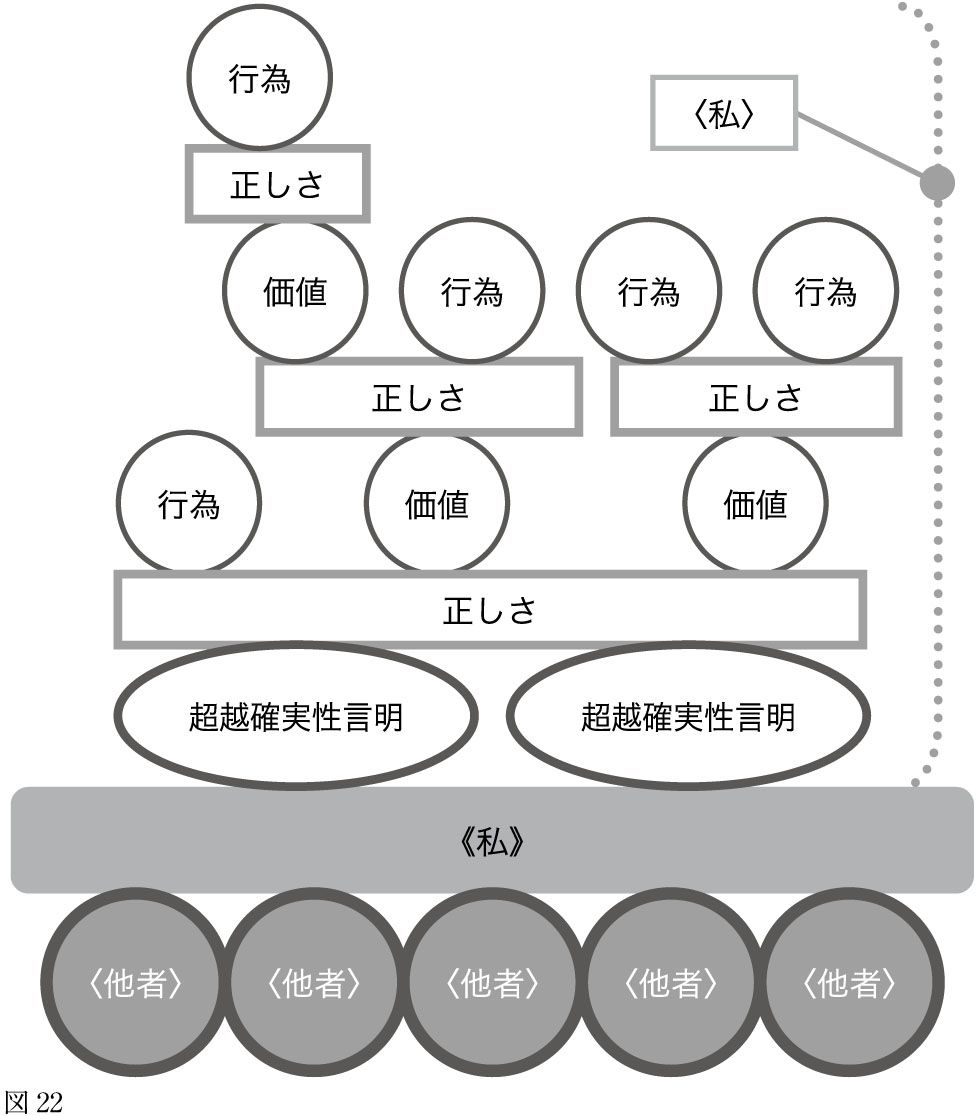 行為
〈私〉
正しさ
価値
行為
行為
行為
正しさ
正しさ
行為
価値
価値
正しさ
超越確実性言明
超越確実性言明
《私》
〈他者〉
〈他者〉
〈他者〉
〈他者〉
〈他者〉
図 22